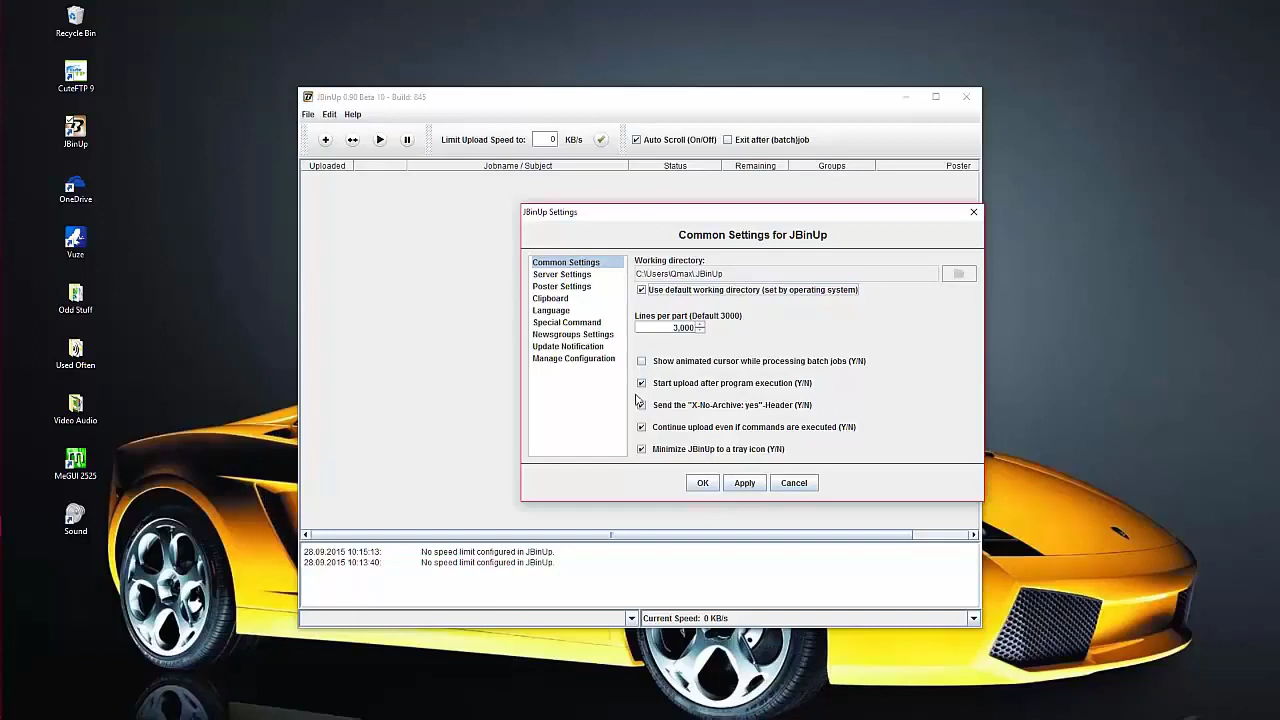 Recycle Bin
CuteFTP 9
JBinUp
OneDrive
Vuze
Odd Stuff
Used Often
Video Audio
MeGUI 2525
Sound
JBinUp 0.90 Beta 10 - Build: 845
File Edit Help
Limit Upload Speed to: 0 KB/s Auto Scroll (On/Off) Exit after (batch)job
Uploaded Jobname / Subject Status Remaining Groups Poster
JBinUp Settings
Common Settings for JBinUp
Common Settings
Server Settings
Poster Settings
Clipboard
Language
Special Command
Newsgroups Settings
Update Notification
Manage Configuration
Working directory:
C:\Users\Qmax\.JBinUp
Use default working directory (set by operating system)
Lines per part (Default 3000)
3,000
Show animated cursor while processing batch jobs (Y/N)
Start upload after program execution (Y/N)
Send the "X-No-Archive: yes"-Header (Y/N)
Continue upload even if commands are executed (Y/N)
Minimize JBinUp to a tray icon (Y/N)
OK Apply Cancel
28.09.2015 10:15:13: No speed limit configured in JBinUp.
28.09.2015 10:13:40: No speed limit configured in JBinUp.
Current Speed: 0 KB/s